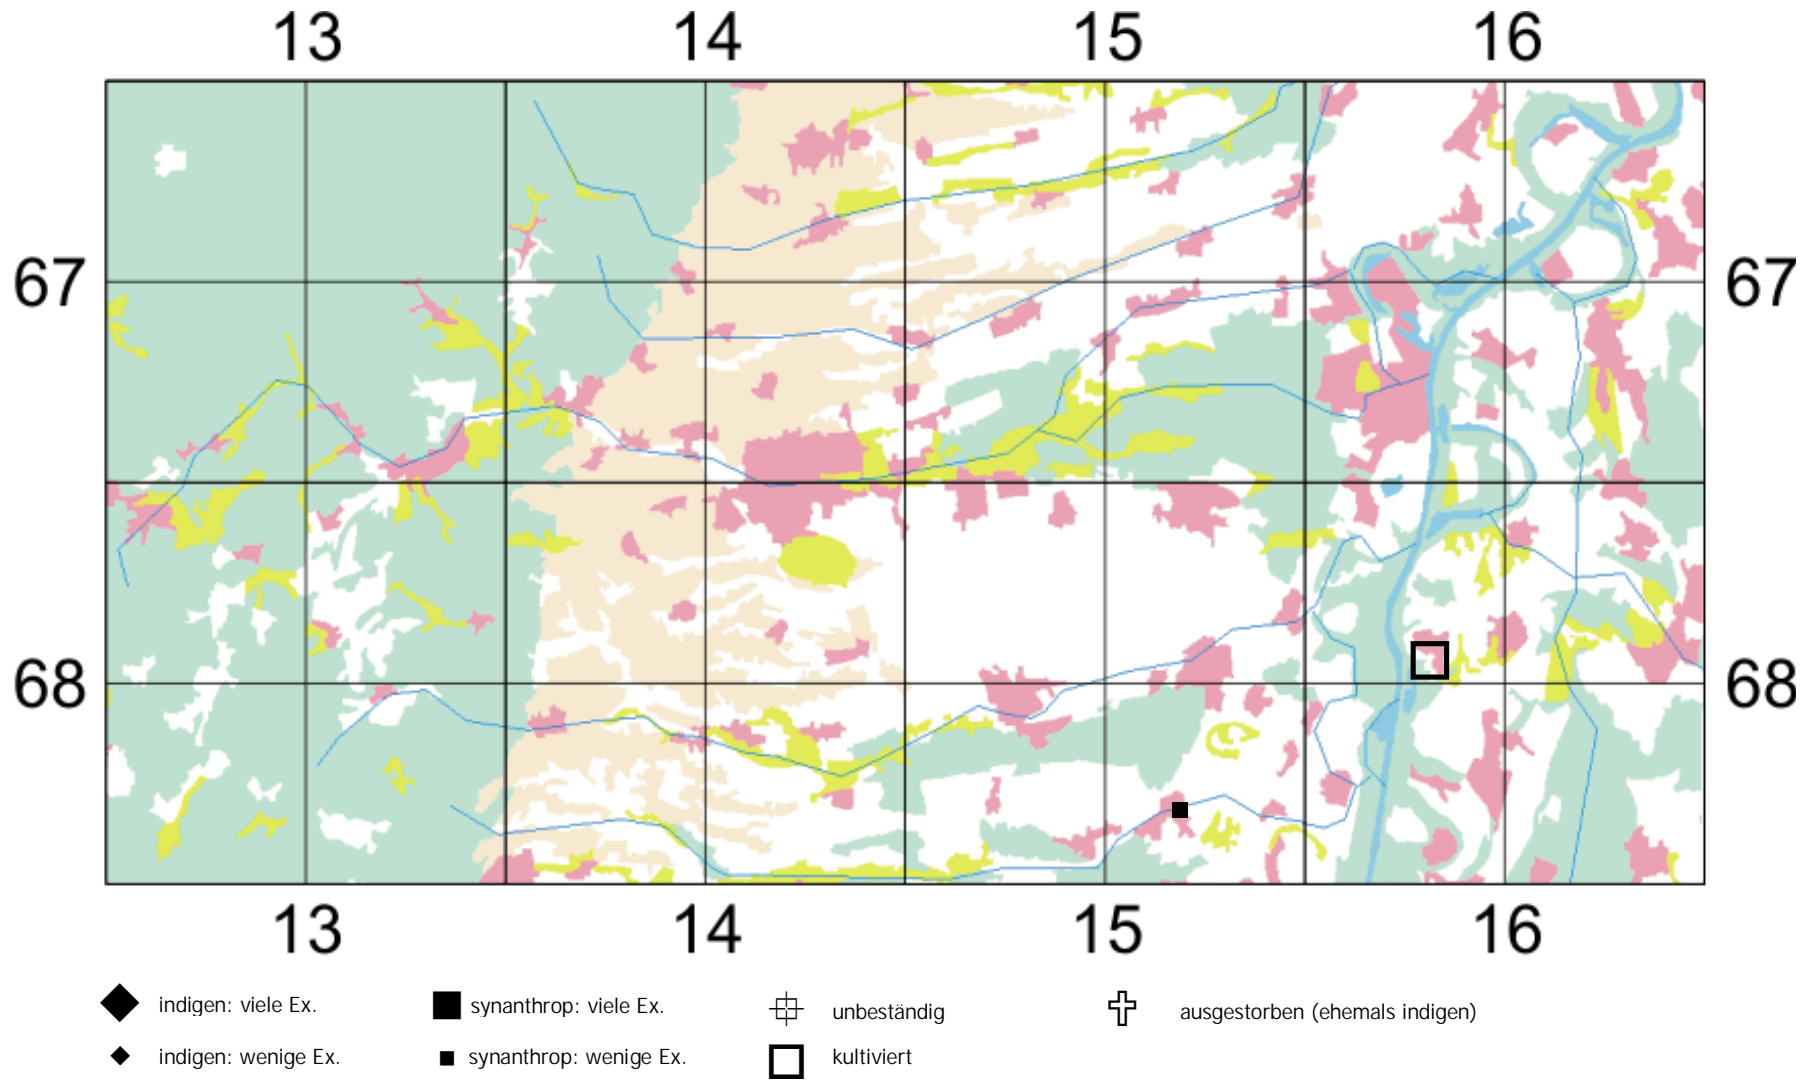 13 14 15 16
67 67
68 68
13 14 15 16
indigen: viele Ex. synanthrop: viele Ex. unbeständig ausgestorben (ehemals indigen)
indigen: wenige Ex. synanthrop: wenige Ex. kultiviert